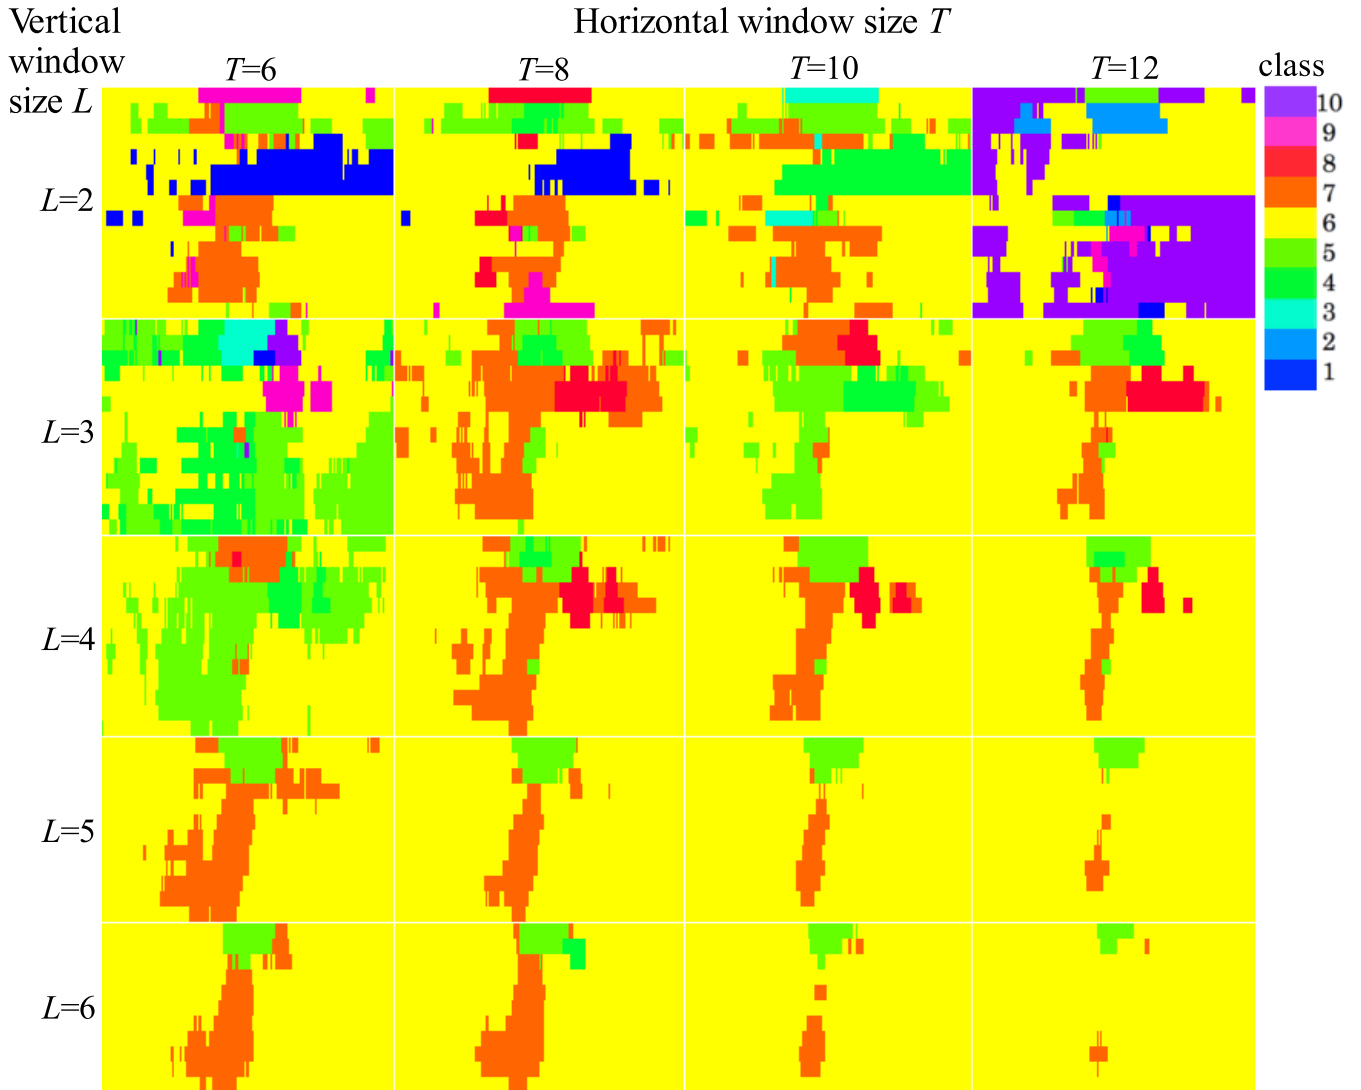 Vertical
window
size L
Horizontal window size T
T=6
T=8
T=10
T=12
class
10
9
8
7
6
5
4
3
2
1
L=2
L=3
L=4
L=5
L=6